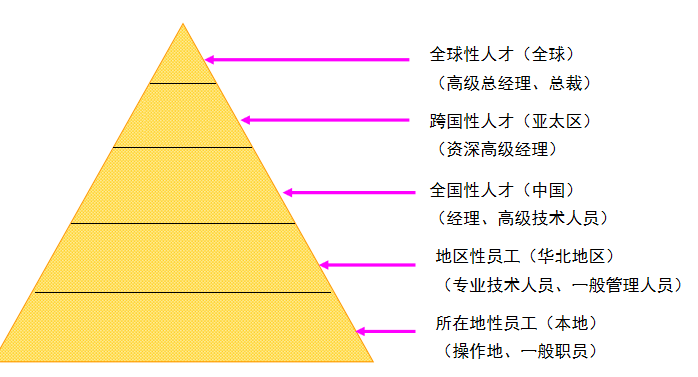 全球性人才（全球）
（高级总经理、总裁）
跨国性人才（亚太区）
（资深高级经理）
全国性人才（中国）
（经理、高级技术人员）
地区性员工（华北地区）
（专业技术人员、一般管理人员）
所在地性员工（本地）
（操作地、一般职员）